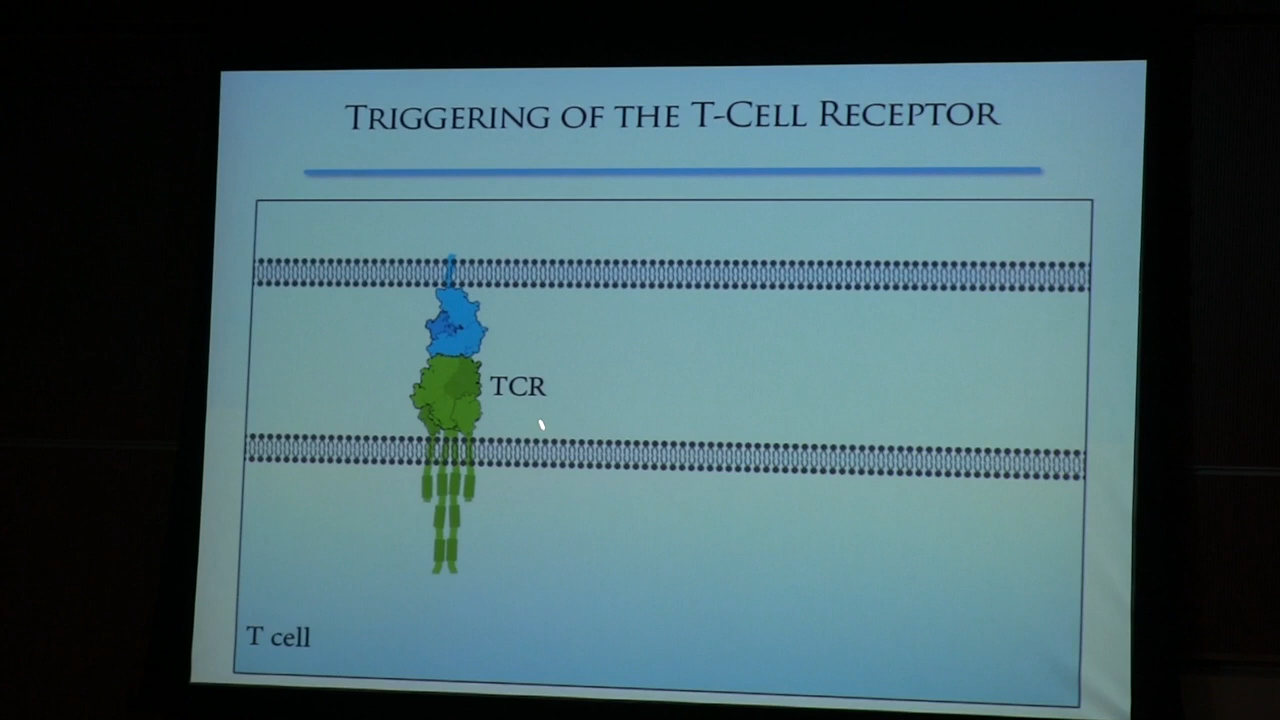 Triggering of the T-Cell Receptor
TCR
T cell